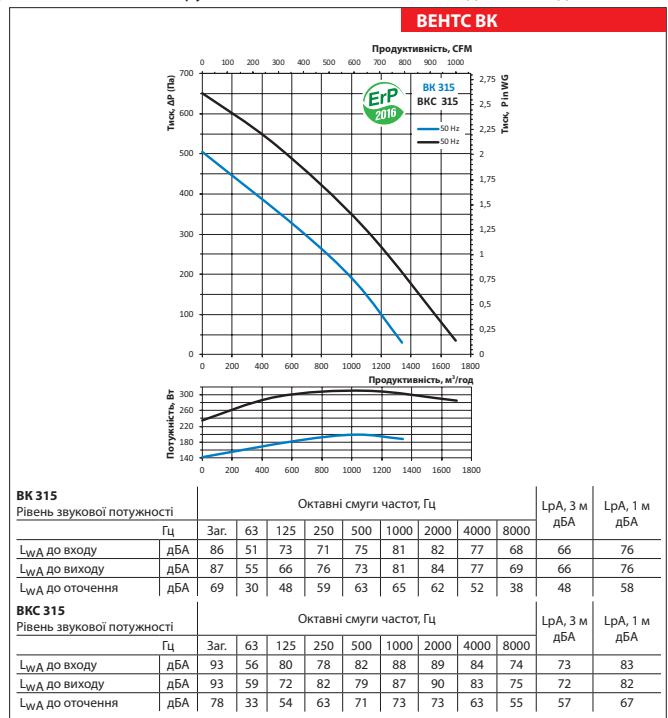 ВЕНТС ВК
Продуктивність, CFM
0 100 200 300 400 500 600 700 800 900 1000
Тиск, ΔP (Па)
700
600
500
400
300
200
100
0
ErP
2016
ВК 315
ВКС 315
50 Hz
50 Hz
2,75
2,5
2,25
2
1,75
1,5
1,25
1
0,75
0,5
0,25
0
Тиск, P in WG
0 200 400 600 800 1000 1200 1400 1600 1800
Продуктивність, м³/год
Потужність, Вт
300
260
220
180
140
0 200 400 600 800 1000 1200 1400 1600 1800
ВК 315
Рівень звукової потужності
Октавні смуги частот, Гц
LpA, 3 м дБА
LpA, 1 м дБА
Гц Заг. 63 125 250 500 1000 2000 4000 8000
LwA до входу дБА 86 51 73 71 75 81 82 77 68 66 76
LwA до виходу дБА 87 55 66 76 73 81 84 77 69 66 76
LwA до оточення дБА 69 30 48 59 63 65 62 52 38 48 58
ВКС 315
Рівень звукової потужності
Октавні смуги частот, Гц
LpA, 3 м дБА
LpA, 1 м дБА
Гц Заг. 63 125 250 500 1000 2000 4000 8000
LwA до входу дБА 93 56 80 78 82 88 89 84 74 73 83
LwA до виходу дБА 93 59 72 82 79 87 90 83 75 72 82
LwA до оточення дБА 78 33 54 63 71 73 73 63 55 57 67